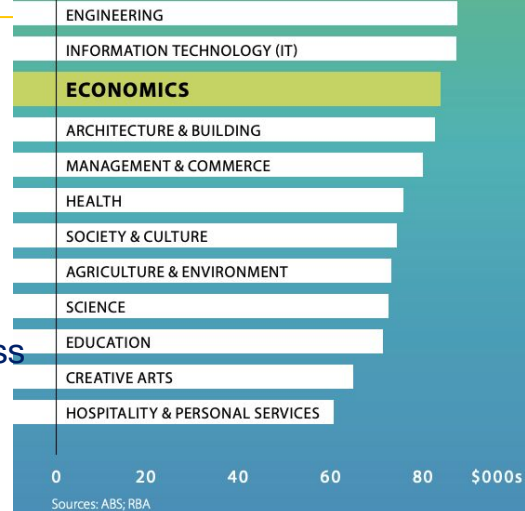 ENGINEERING
INFORMATION TECHNOLOGY (IT)
ECONOMICS
ARCHITECTURE & BUILDING
MANAGEMENT & COMMERCE
HEALTH
SOCIETY & CULTURE
AGRICULTURE & ENVIRONMENT
SCIENCE
EDUCATION
ss
CREATIVE ARTS
HOSPITALITY & PERSONAL SERVICES
0 20 40 60 80 $000s
Sources: ABS; RBA